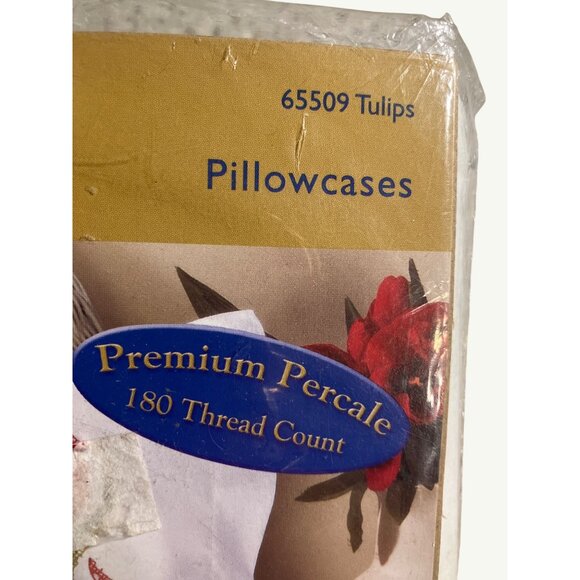 65509 Tulips
Pillowcases
Premium Percale
180 Thread Count